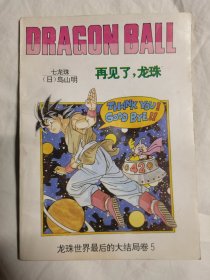 DRAGON BALL
七龙珠
(日)鸟山明
再见了,龙珠
THANK YOU!
GOOD BYE!!
龙珠世界最后的大结局卷5